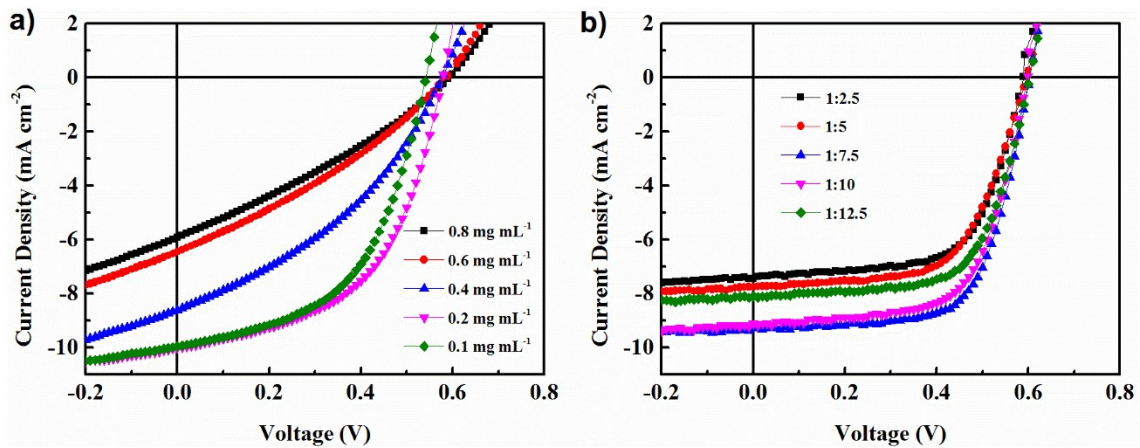 a)
Current Density (mA cm⁻²)
2
0
-2
-4
-6
-8
-10
0.8 mg mL⁻¹
0.6 mg mL⁻¹
0.4 mg mL⁻¹
0.2 mg mL⁻¹
0.1 mg mL⁻¹
-0.2 0.0 0.2 0.4 0.6 0.8
Voltage (V)
b)
Current Density (mA cm⁻²)
2
0
-2
-4
-6
-8
-10
1:2.5
1:5
1:7.5
1:10
1:12.5
-0.2 0.0 0.2 0.4 0.6 0.8
Voltage (V)